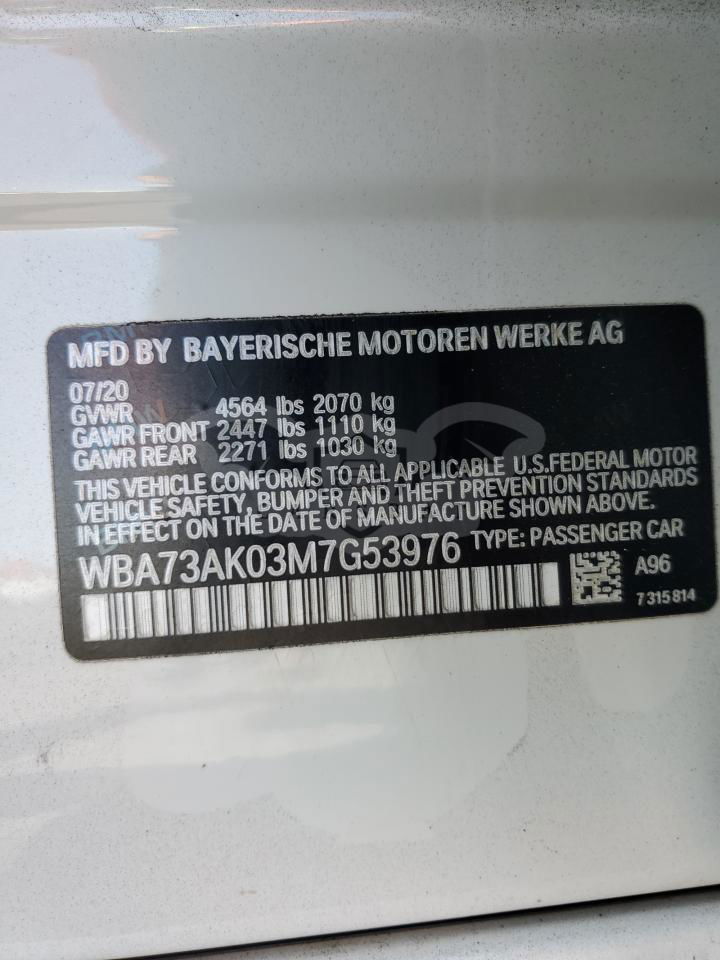 MFD BY BAYERISCHE MOTOREN WERKE AG
07/20
GVWR 4564 lbs 2070 kg
GAWR FRONT 2447 lbs 1110 kg
GAWR REAR 2271 lbs 1030 kg
THIS VEHICLE CONFORMS TO ALL APPLICABLE U.S.FEDERAL MOTOR
VEHICLE SAFETY, BUMPER AND THEFT PREVENTION STANDARDS
IN EFFECT ON THE DATE OF MANUFACTURE SHOWN ABOVE.
WBA73AK03M7G53976 TYPE: PASSENGER CAR
A96
7 315 814